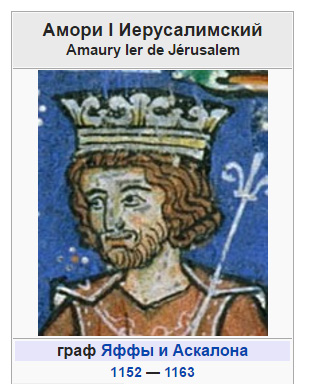 Амори I Иерусалимский
Amaury Ier de Jérusalem
граф Яффы и Аскалона
1152 — 1163